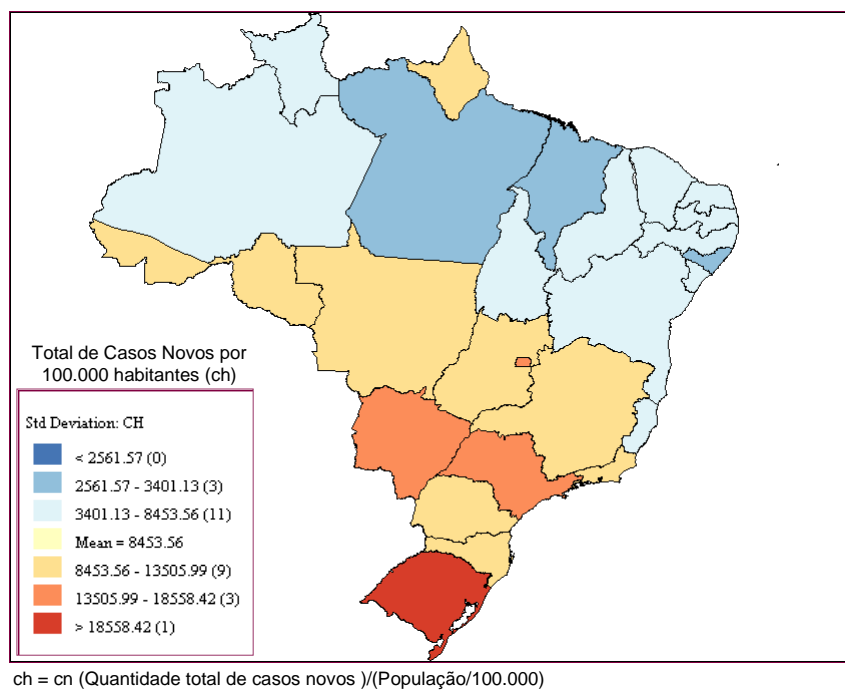 Total de Casos Novos por
100.000 habitantes (ch)
Std Deviation: CH
< 2561.57 (0)
2561.57 - 3401.13 (3)
3401.13 - 8453.56 (11)
Mean = 8453.56
8453.56 - 13505.99 (9)
13505.99 - 18558.42 (3)
> 18558.42 (1)
ch = cn (Quantidade total de casos novos )/(População/100.000)